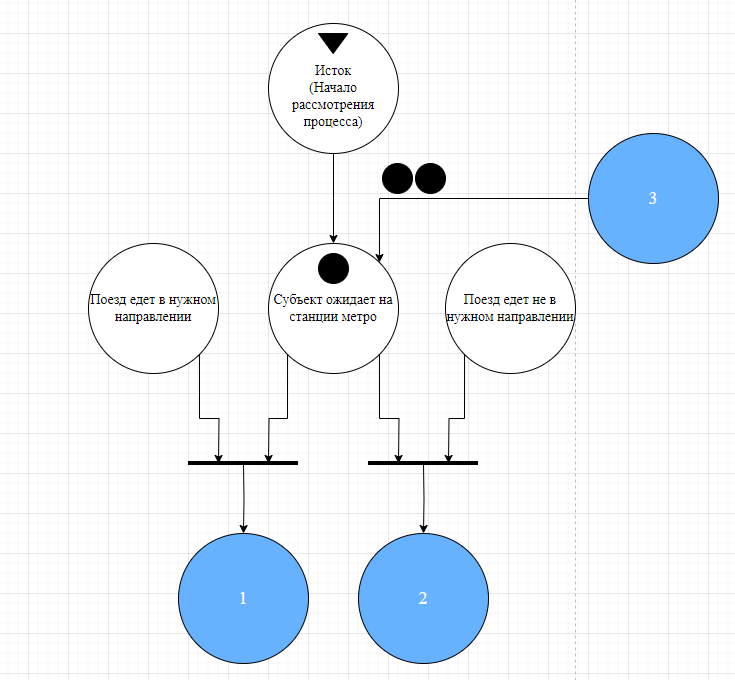 Исток
(Начало
рассмотрения
процесса)
3
Поезд едет в нужном
направлении
Субъект ожидает на
станции метро
Поезд едет не в
нужном направлении
1
2